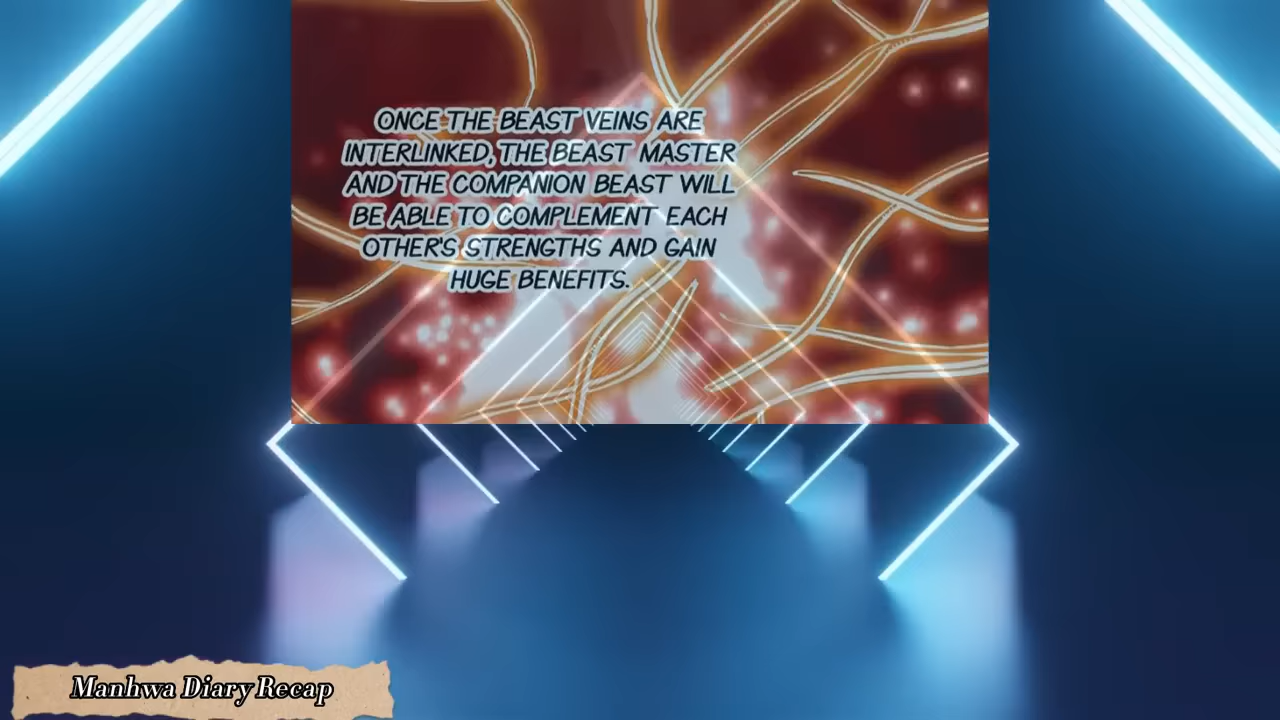 ONCE THE BEAST VEINS ARE
INTERLINKED, THE BEAST MASTER
AND THE COMPANION BEAST WILL
BE ABLE TO COMPLEMENT EACH
OTHER'S STRENGTHS AND GAIN
HUGE BENEFITS.
Manhwa Diary Recap